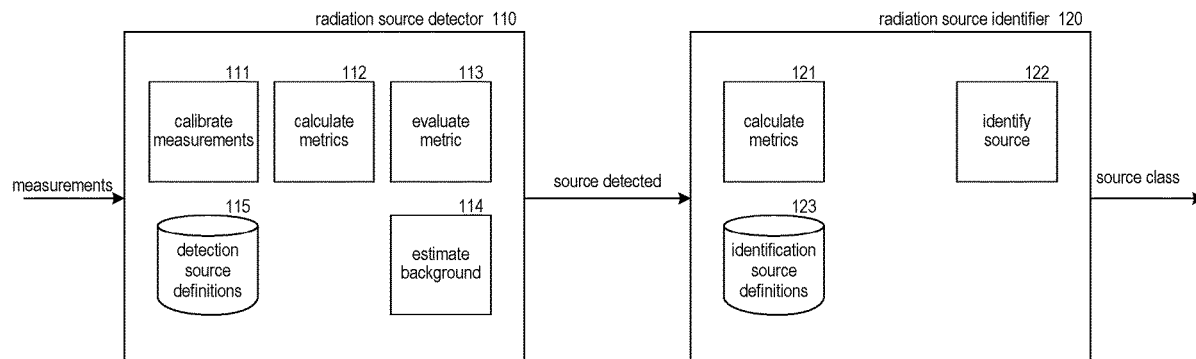 radiation source detector 110
radiation source identifier 120
111
112
113
121
122
calibrate
measurements
calculate
metrics
evaluate
metric
calculate
metrics
identify
source
measurements
source detected
source class
115
114
123
detection
source
definitions
estimate
background
identification
source
definitions